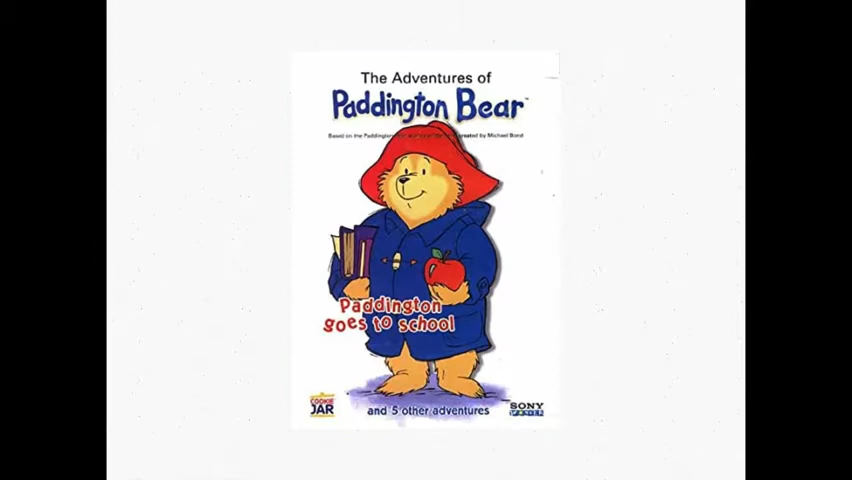 The Adventures of
Paddington Bear™
Based on the Paddington created by Michael Bond
Paddington
goes to school
and 5 other adventures
COOKIE
JAR
SONY
WONDER